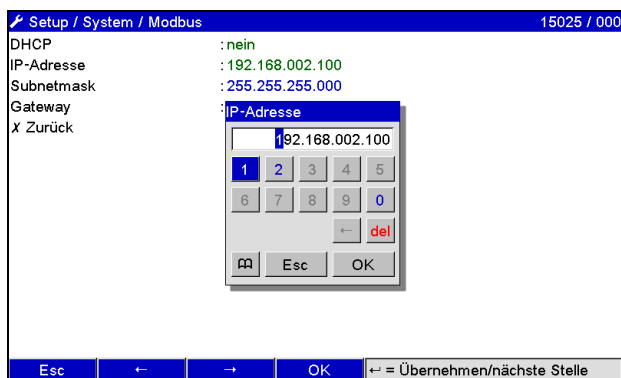 Setup / System / Modbus 15025 / 000
DHCP : nein
IP-Adresse : 192.168.002.100
Subnetmask : 255.255.255.000
Gateway :
x Zurück
IP-Adresse
192.168.002.100
1 2 3 4 5
6 7 8 9 0
← del
Esc OK
Esc ← → OK ↵ = Übernehmen/nächste Stelle